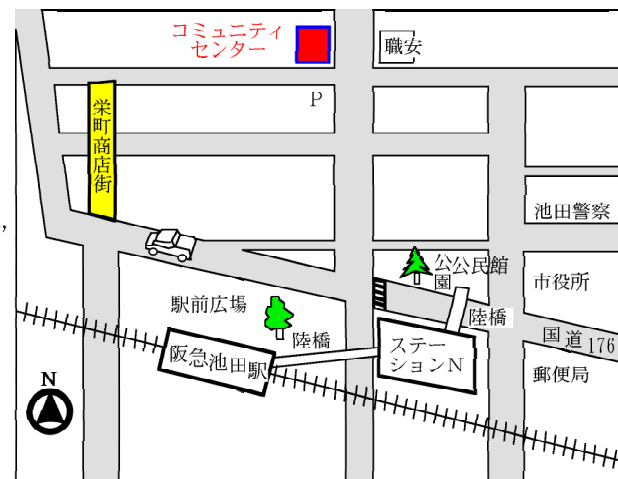 コミュニティ
センター
職安
P
栄町商店街
池田警察
公園
公民館
市役所
駅前広場
陸橋
陸橋
国道176
阪急池田駅
ステー
ションN
郵便局
N